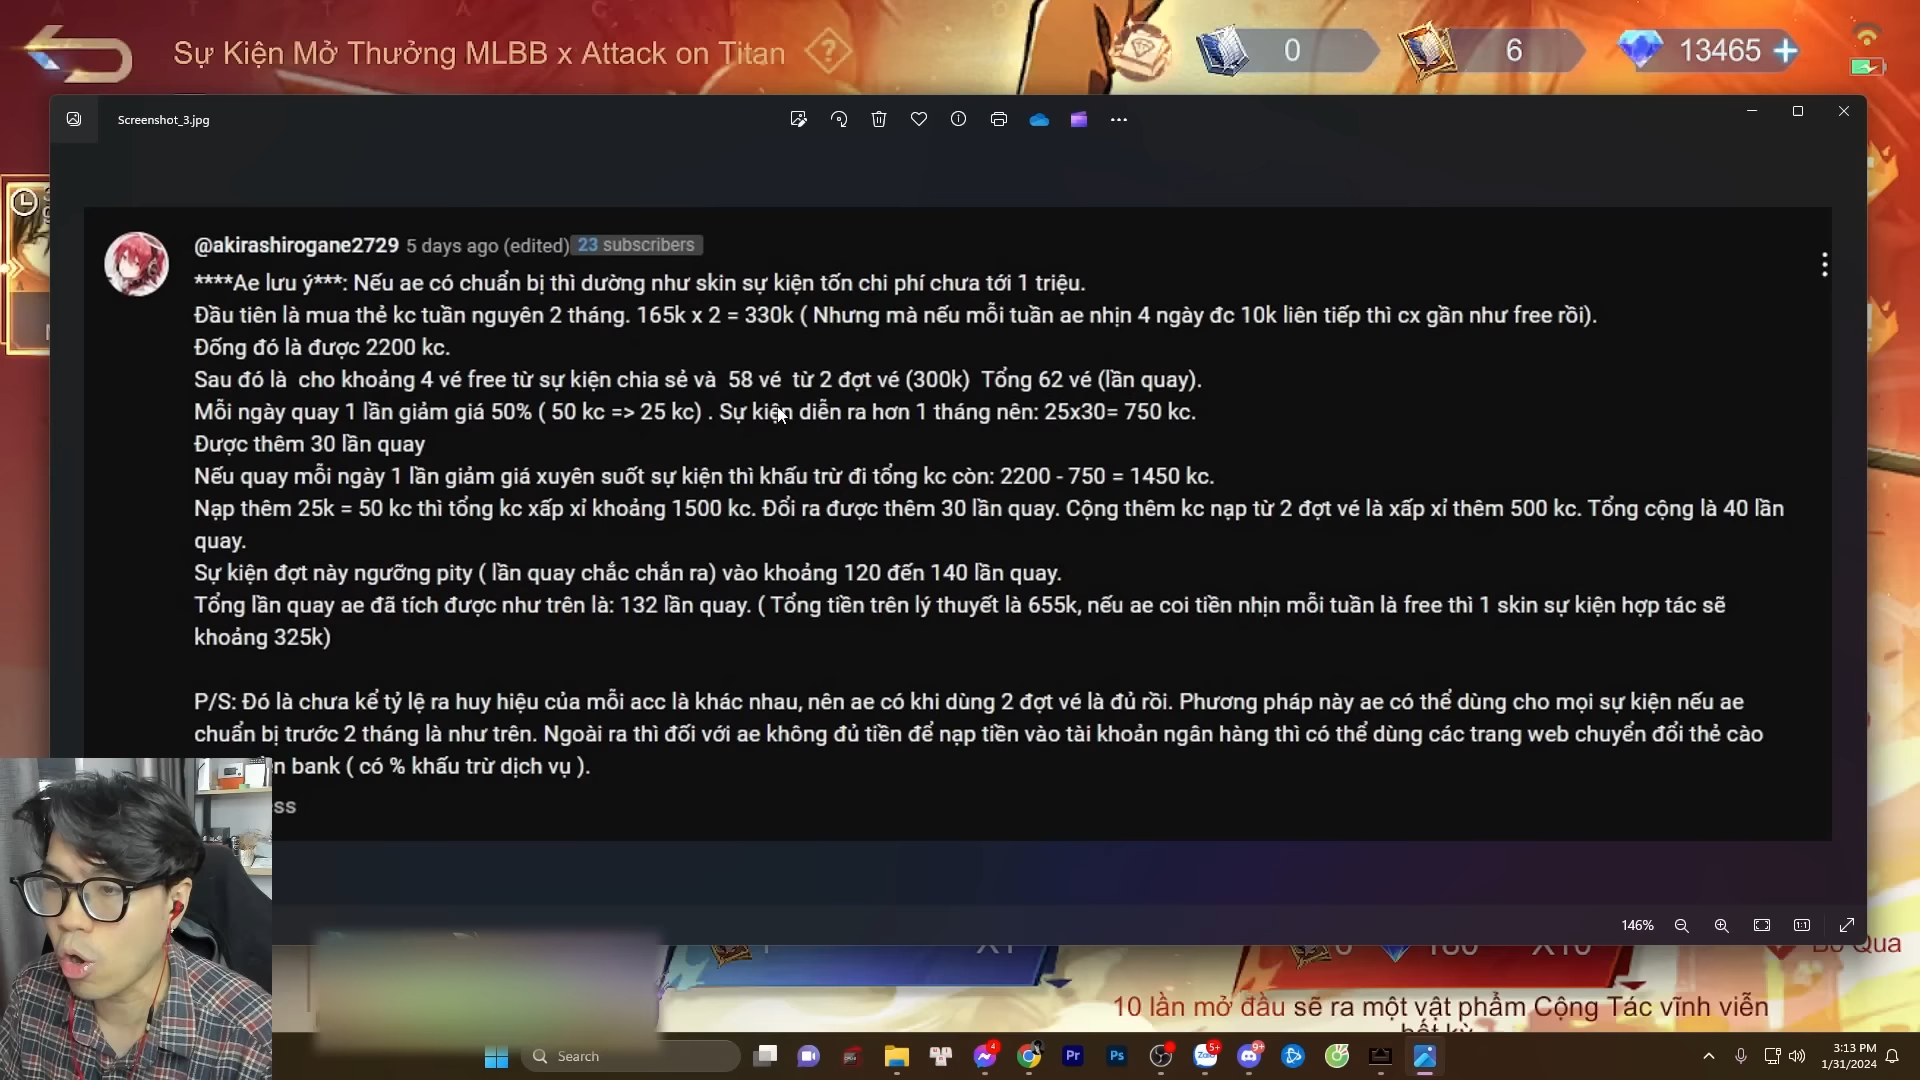 Sự Kiện Mở Thưởng MLBB x Attack on Titan
?
0
6
13465
Screenshot_3.jpg
@akirashirogane2729 5 days ago (edited) 23 subscribers
****Ae lưu ý***: Nếu ae có chuẩn bị thì dường như skin sự kiện tốn chi phí chưa tới 1 triệu.
Đầu tiên là mua thẻ kc tuần nguyên 2 tháng. 165k x 2 = 330k ( Nhưng mà nếu mỗi tuần ae nhịn 4 ngày đc 10k liên tiếp thì cx gần như free rồi).
Đống đó là được 2200 kc.
Sau đó là cho khoảng 4 vé free từ sự kiện chia sẻ và 58 vé từ 2 đợt vé (300k) Tổng 62 vé (lần quay).
Mỗi ngày quay 1 lần giảm giá 50% ( 50 kc => 25 kc) . Sự kiện diễn ra hơn 1 tháng nên: 25x30= 750 kc.
Được thêm 30 lần quay
Nếu quay mỗi ngày 1 lần giảm giá xuyên suốt sự kiện thì khấu trừ đi tổng kc còn: 2200 - 750 = 1450 kc.
Nạp thêm 25k = 50 kc thì tổng kc xấp xỉ khoảng 1500 kc. Đổi ra được thêm 30 lần quay. Cộng thêm kc nạp từ 2 đợt vé là xấp xỉ thêm 500 kc. Tổng cộng là 40 lần
quay.
Sự kiện đợt này ngưỡng pity ( lần quay chắc chắn ra) vào khoảng 120 đến 140 lần quay.
Tổng lần quay ae đã tích được như trên là: 132 lần quay. ( Tổng tiền trên lý thuyết là 655k, nếu ae coi tiền nhịn mỗi tuần là free thì 1 skin sự kiện hợp tác sẽ
khoảng 325k)
P/S: Đó là chưa kể tỷ lệ ra huy hiệu của mỗi acc là khác nhau, nên ae có khi dùng 2 đợt vé là đủ rồi. Phương pháp này ae có thể dùng cho mọi sự kiện nếu ae
chuẩn bị trước 2 tháng là như trên. Ngoài ra thì đối với ae không đủ tiền để nạp tiền vào tài khoản ngân hàng thì có thể dùng các trang web chuyển đổi thẻ cào
bank ( có % khấu trừ dịch vụ ).
146%
Qua
10 lần mở đầu sẽ ra một vật phẩm Cộng Tác vĩnh viễn
Search
4
Pr
Ps
Zalo
5+
9+
3:13 PM
1/31/2024